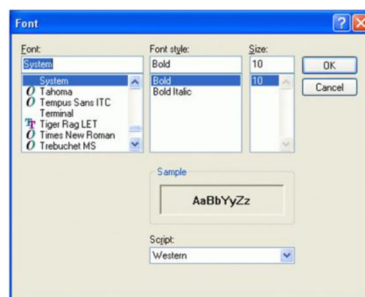 Font
Font: Font style: Size:
System Bold 10 OK
System Bold 10 Cancel
Tahoma Bold Italic
Tempus Sans ITC
Terminal
Tiger Rag LET
Times New Roman
Trebuchet MS
Sample
AaBbYyZz
Script:
Western